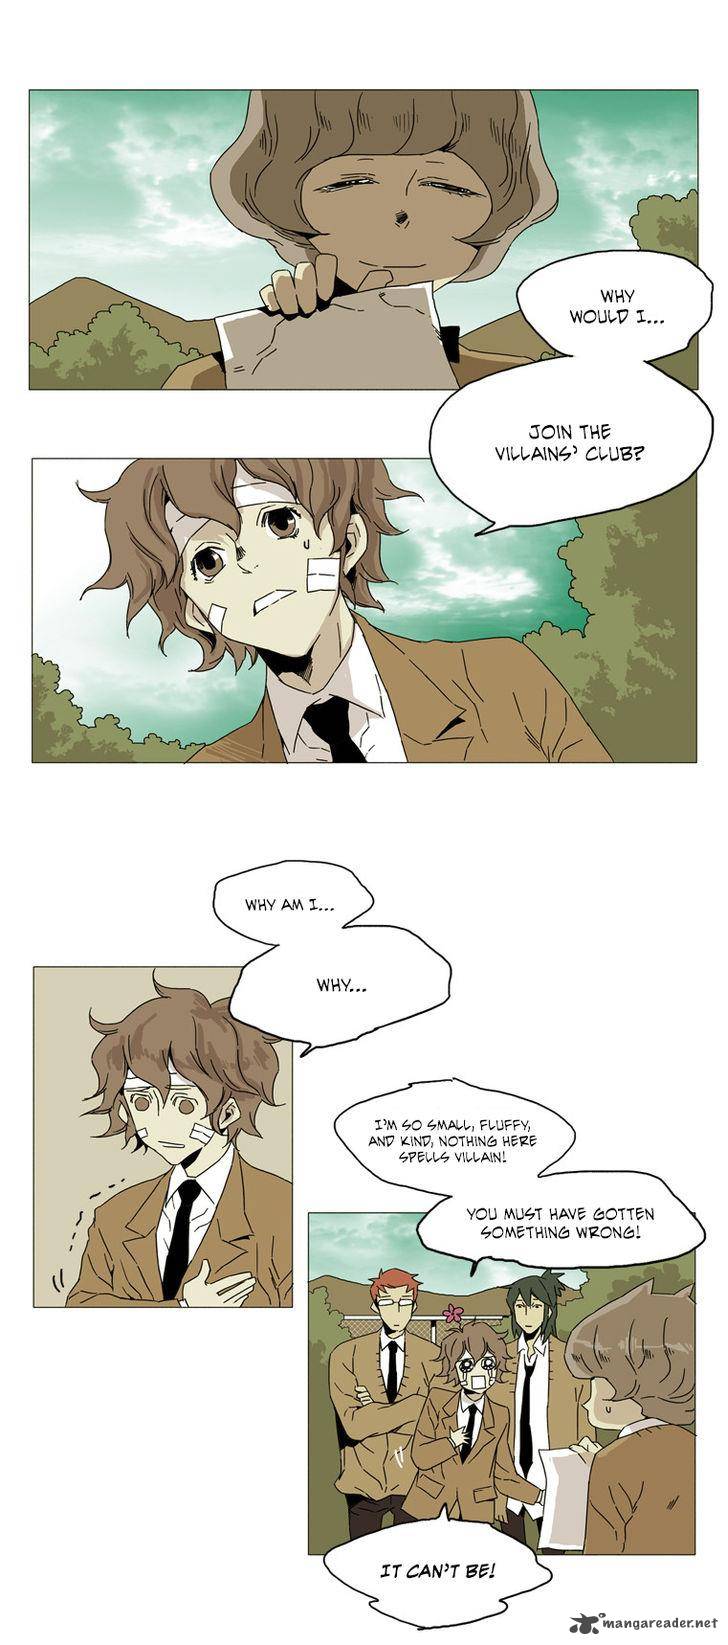 WHY
WOULD I...
JOIN THE
VILLAINS' CLUB?
WHY AM I...
WHY...
I'M SO SMALL, FLUFFY,
AND KIND, NOTHING HERE
SPELLS VILLAIN!
YOU MUST HAVE GOTTEN
SOMETHING WRONG!
IT CAN'T BE!
mangareader.net